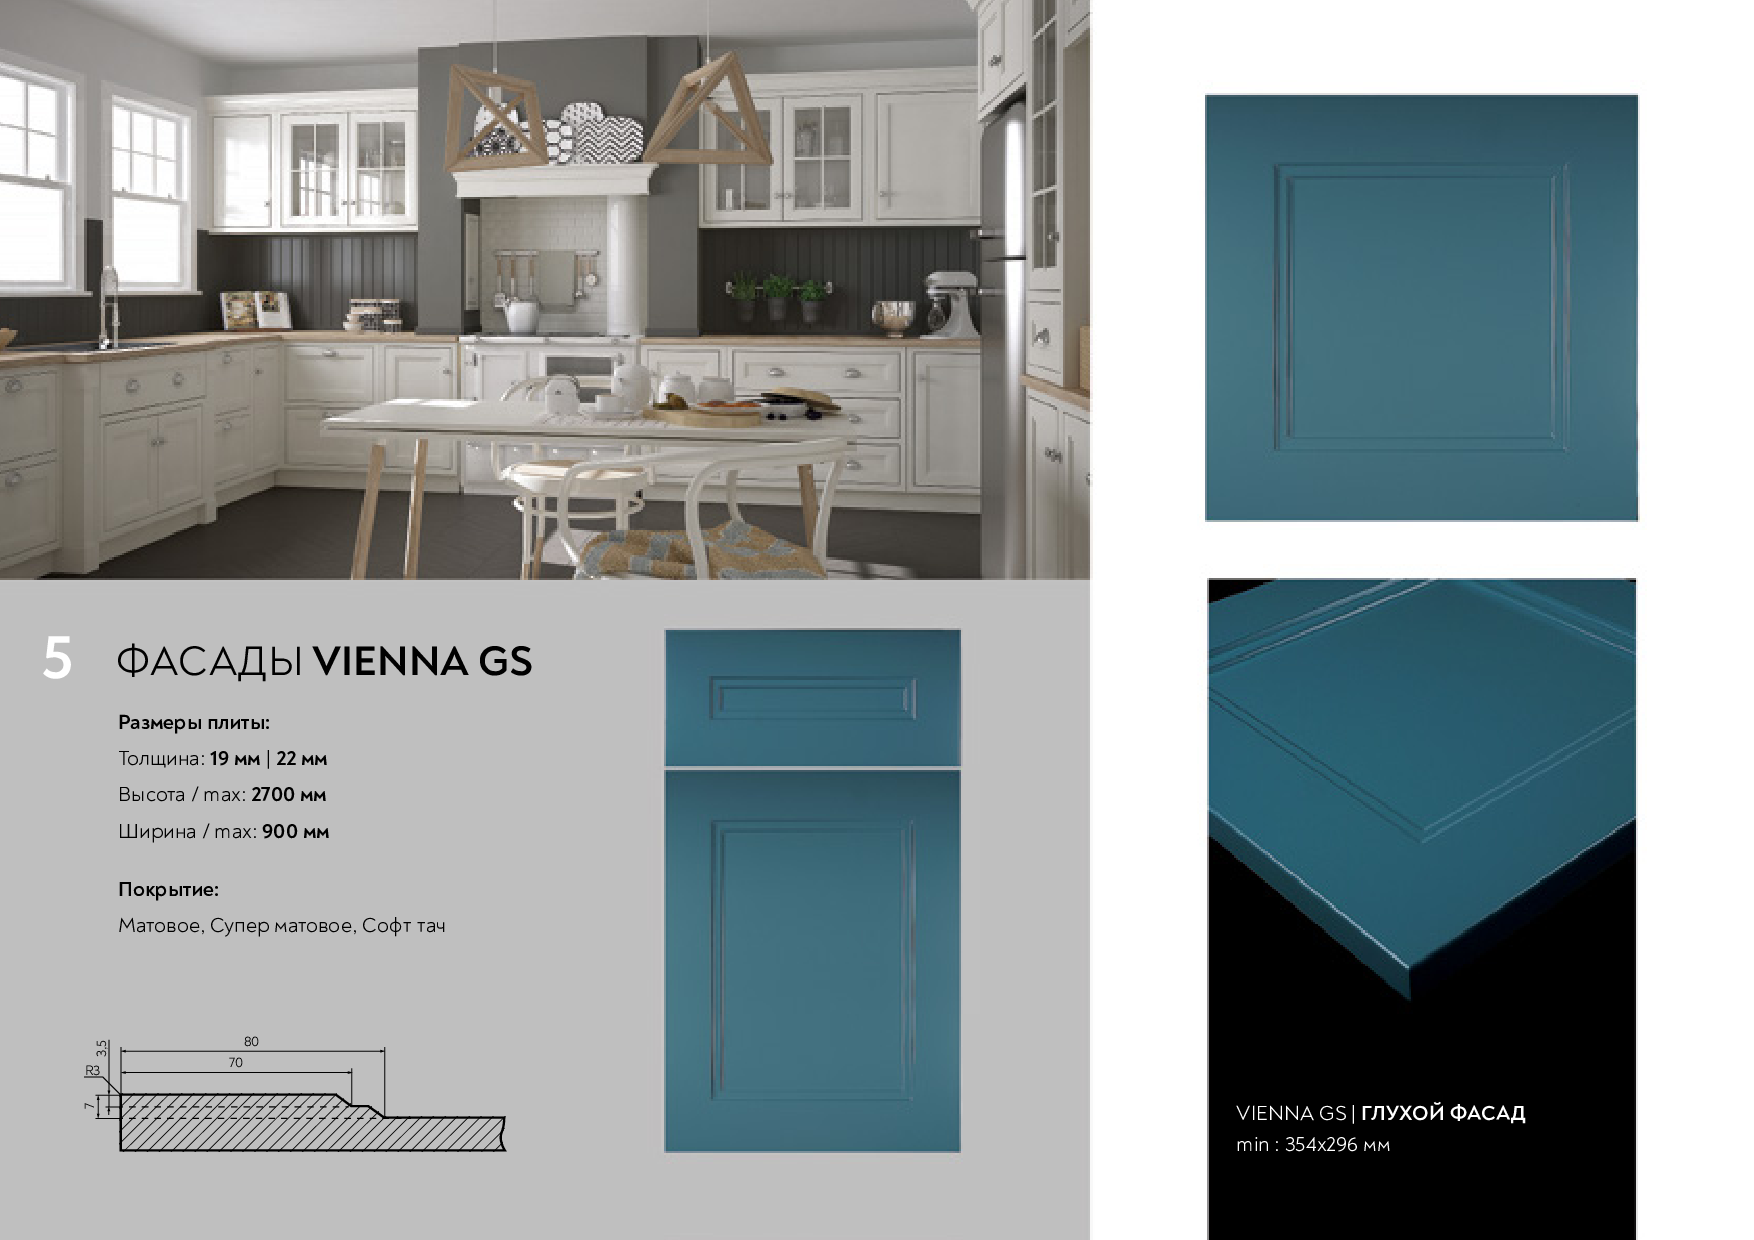 5 ФАСАДЫ VIENNA GS
Размеры плиты:
Толщина: 19 мм | 22 мм
Высота / max: 2700 мм
Ширина / max: 900 мм
Покрытие:
Матовое, Супер матовое, Софт тач
80
70
3,5
R3
7
VIENNA GS | ГЛУХОЙ ФАСАД
min : 354x296 мм